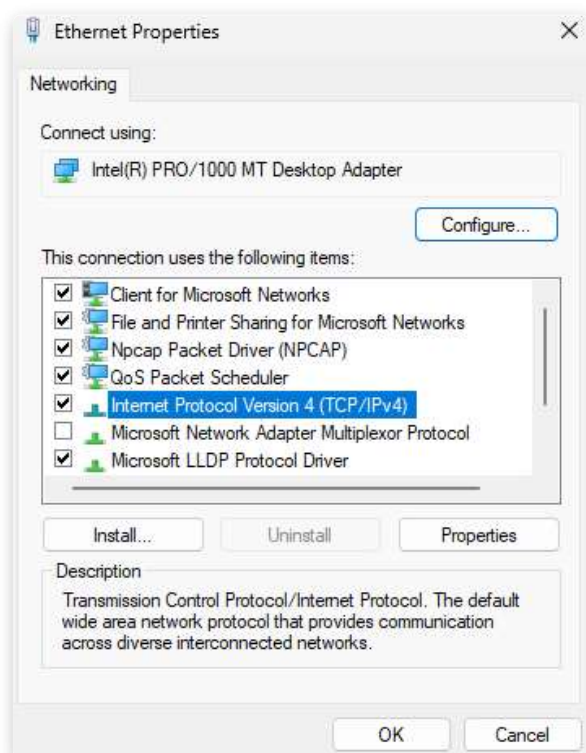 Ethernet Properties
Networking
Connect using:
Intel(R) PRO/1000 MT Desktop Adapter
Configure...
This connection uses the following items:
Client for Microsoft Networks
File and Printer Sharing for Microsoft Networks
Npcap Packet Driver (NPCAP)
QoS Packet Scheduler
Internet Protocol Version 4 (TCP/IPv4)
Microsoft Network Adapter Multiplexor Protocol
Microsoft LLDP Protocol Driver
Install... Uninstall Properties
Description
Transmission Control Protocol/Internet Protocol. The default
wide area network protocol that provides communication
across diverse interconnected networks.
OK Cancel